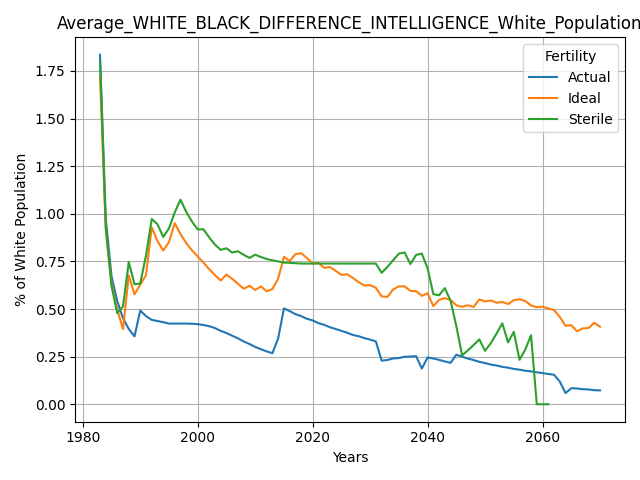 Average_WHITE_BLACK_DIFFERENCE_INTELLIGENCE_White_Population
Fertility
Actual
Ideal
Sterile
% of White Population
1.75
1.50
1.25
1.00
0.75
0.50
0.25
0.00
1980
2000
2020
2040
2060
Years